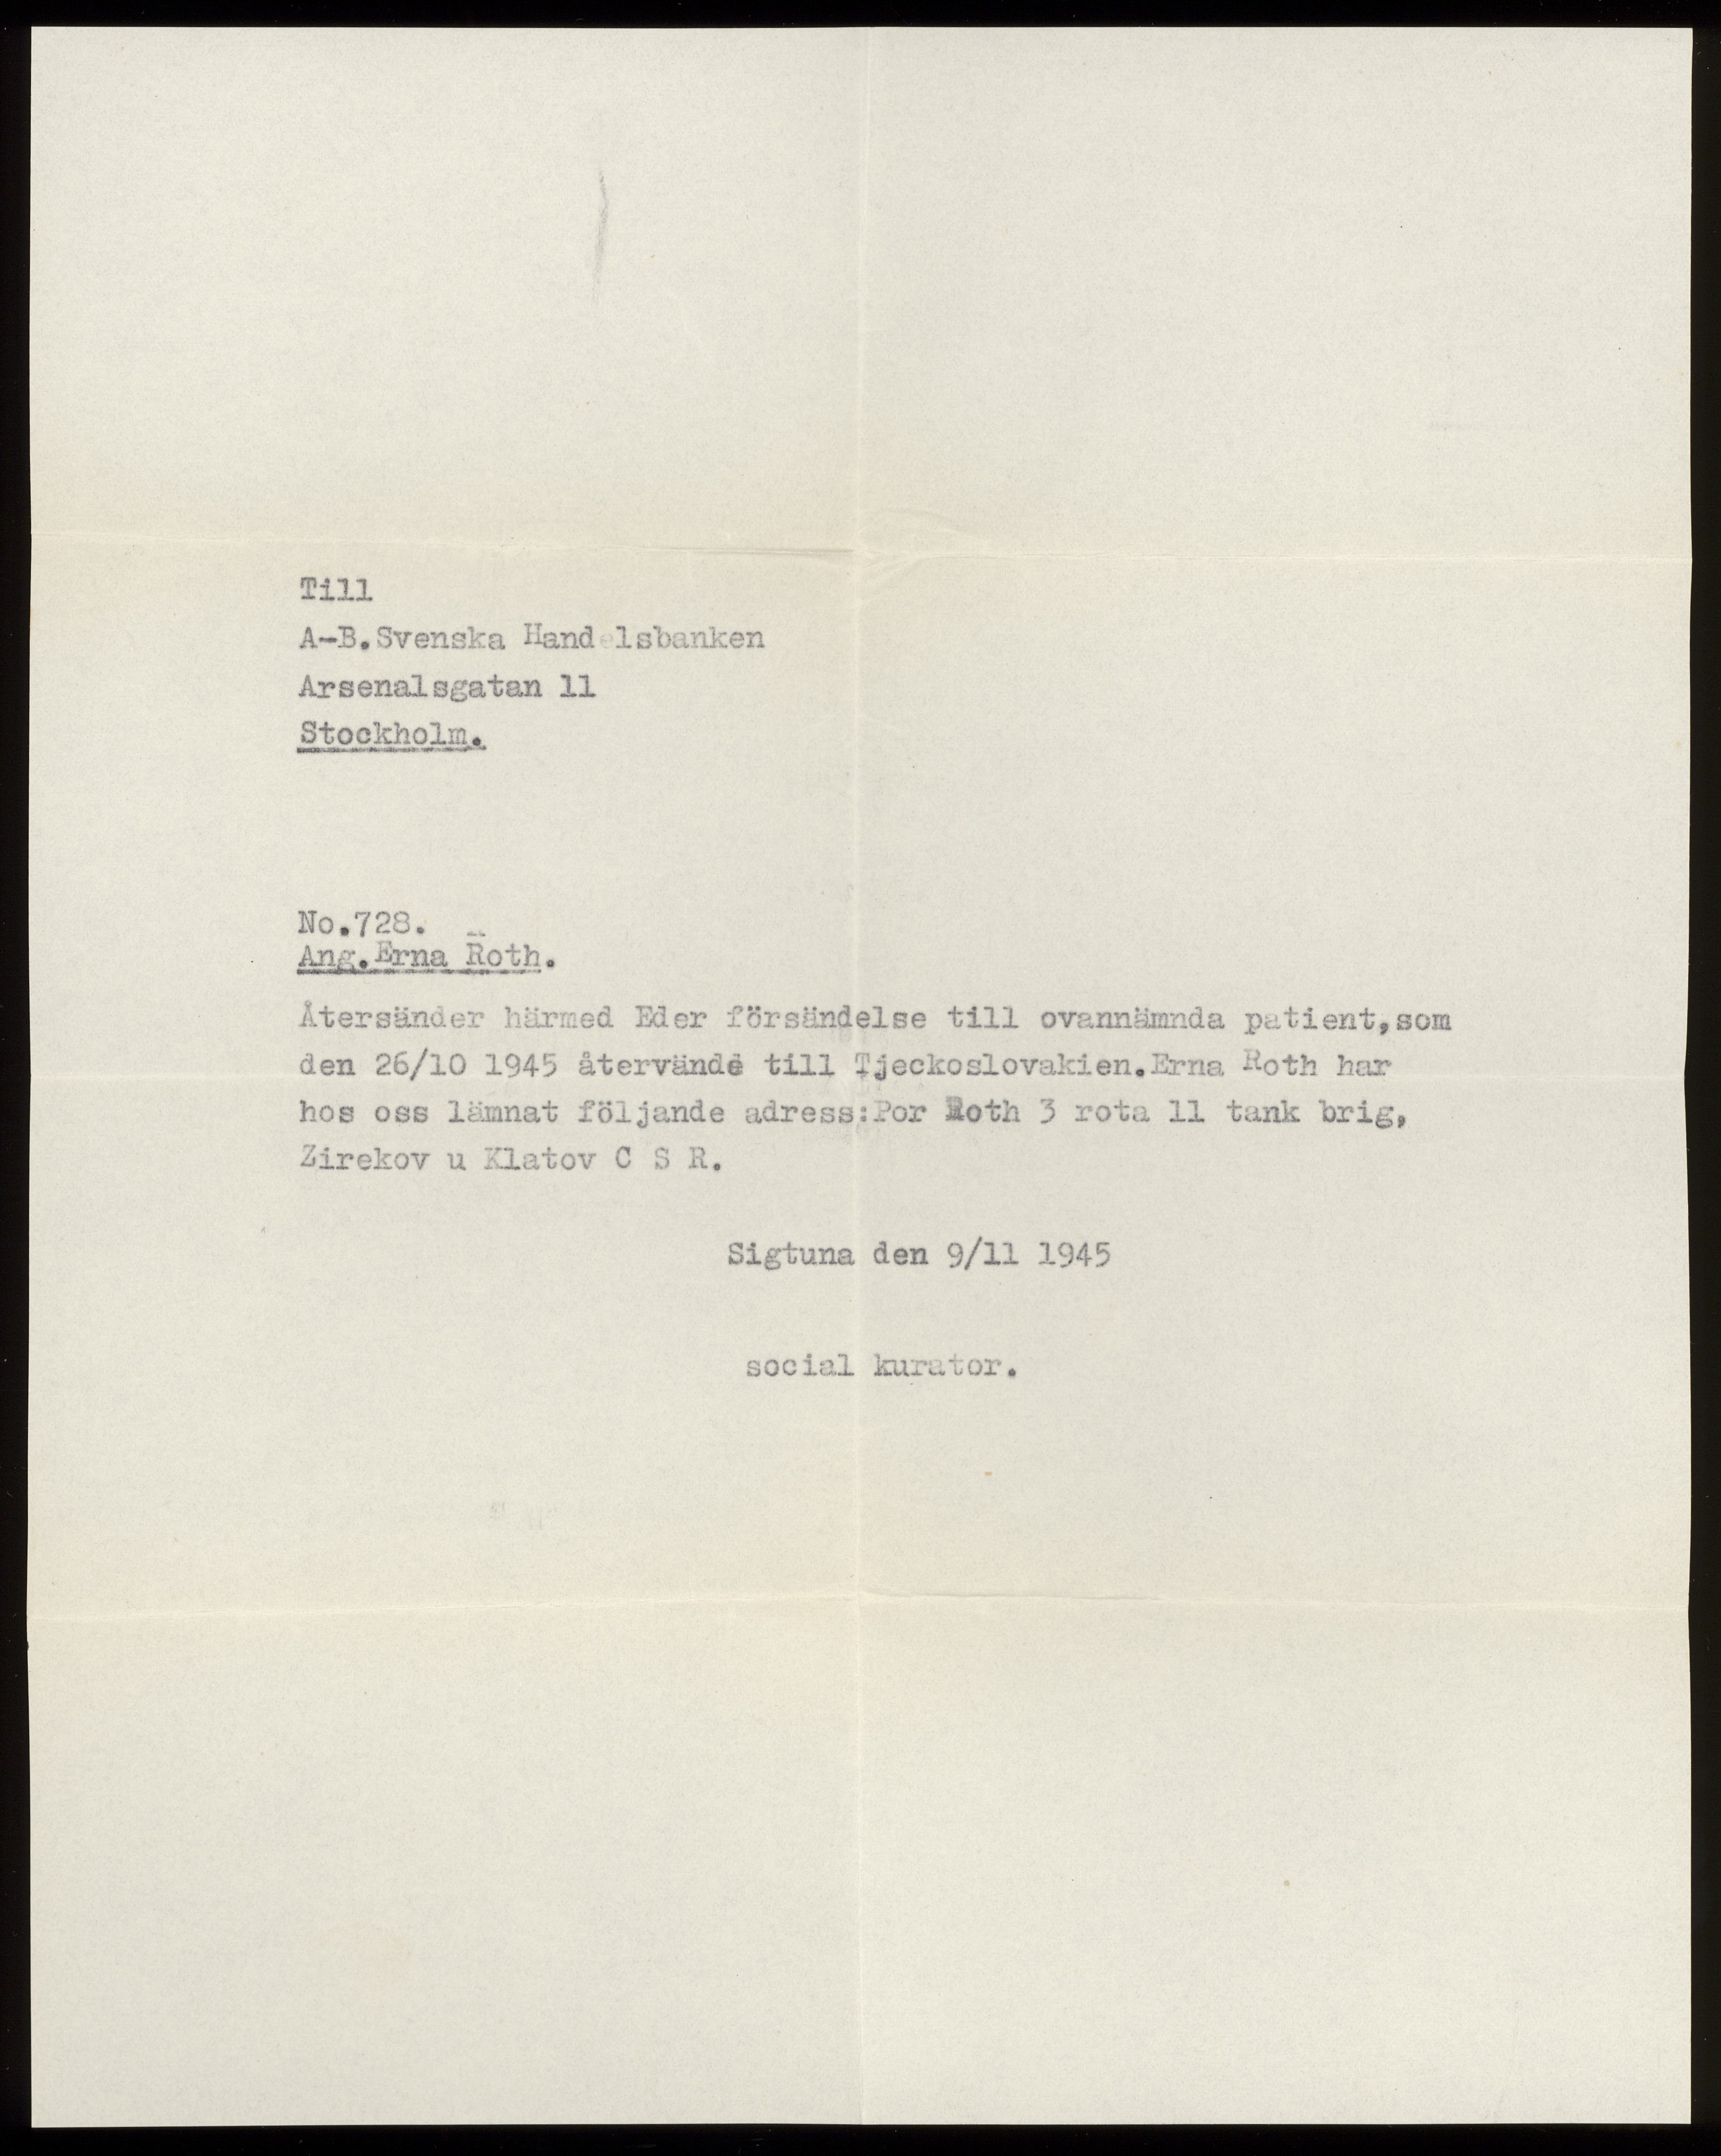 Till
A-B.Svenska Handelsbanken
Arsenalsgatan 11
Stockholm.
No.728.
Ang.Erna Roth.
Återsänder härmed Eder försändelse till ovannämnda patient,som
den 26/10 1945 återvände till Tjeckoslovakien.Erna Roth har
hos oss lämnat följande adress:Por Roth 3 rota 11 tank brig,
Zirekov u Klatov C S R.
Sigtuna den 9/11 1945
social kurator.